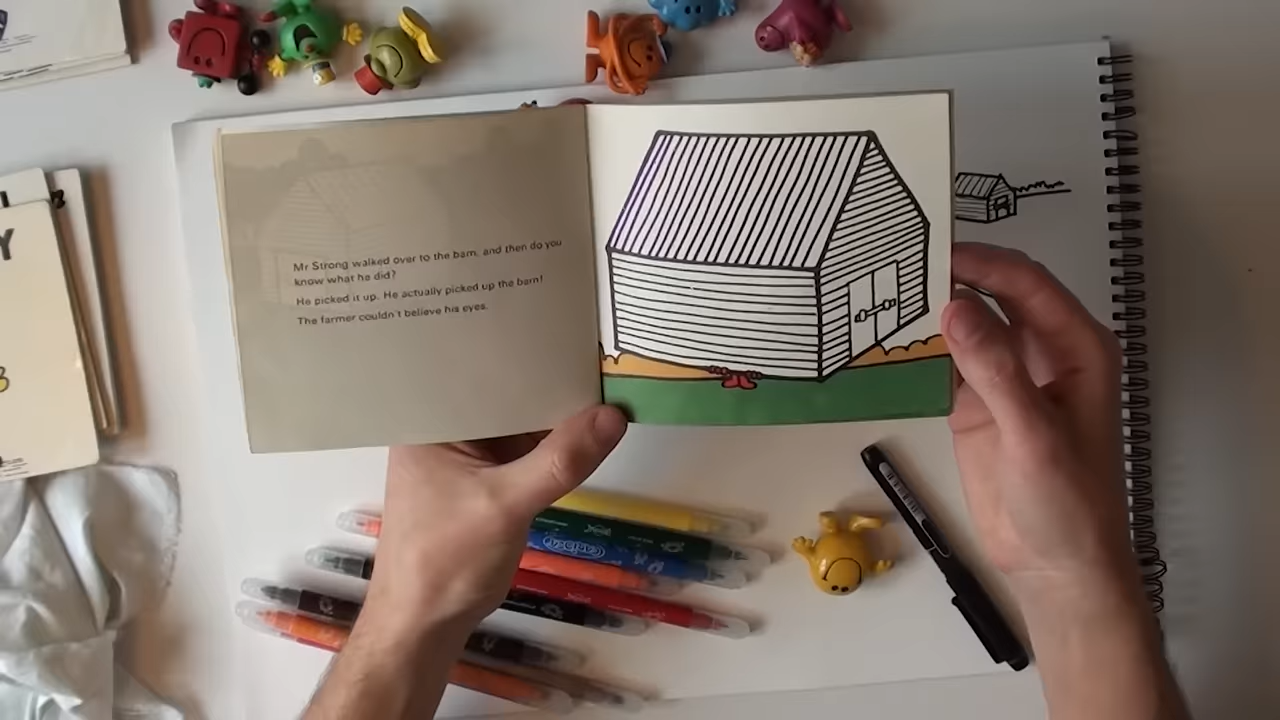 Y
Mr Strong walked over to the barn, and then do you
know what he did?
He picked it up. He actually picked up the barn!
The farmer couldn't believe his eyes.